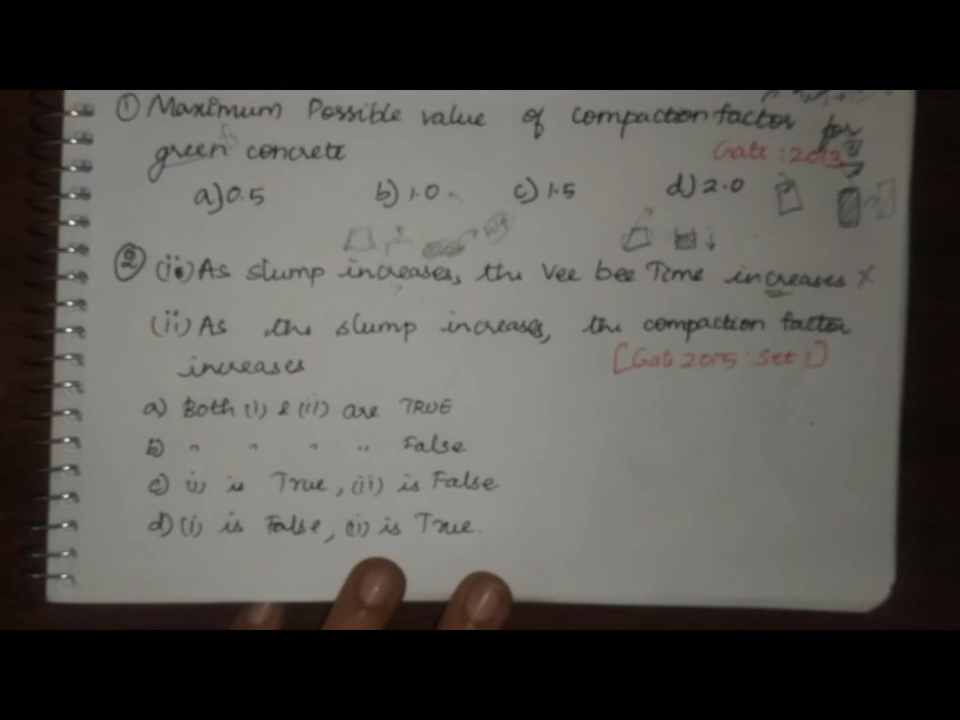 ① Maximum Possible value of compaction factor for
green concrete
Gate : 2013
a) 0.5 b) 1.0 c) 1.5 d) 2.0
② (i) As slump increases, the Vee bee Time increases X
(ii) As the slump increases, the compaction factor
increases
[Gate 2015 Set 1]
a) Both (i) & (ii) are TRUE
b) " " " " False
c) i) is True, (ii) is False
d) (i) is False, (ii) is True.